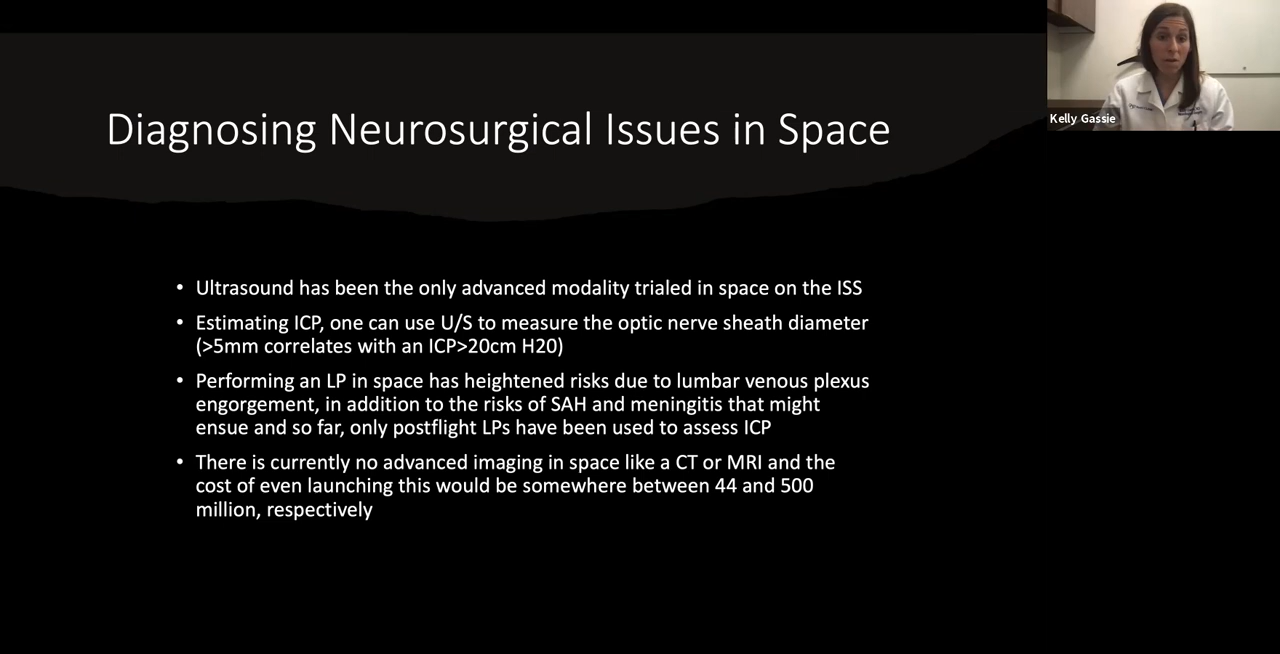 Diagnosing Neurosurgical Issues in Space
Kelly Gassie
• Ultrasound has been the only advanced modality trialed in space on the ISS
• Estimating ICP, one can use U/S to measure the optic nerve sheath diameter
(>5mm correlates with an ICP>20cm H20)
• Performing an LP in space has heightened risks due to lumbar venous plexus
engorgement, in addition to the risks of SAH and meningitis that might
ensue and so far, only postflight LPs have been used to assess ICP
• There is currently no advanced imaging in space like a CT or MRI and the
cost of even launching this would be somewhere between 44 and 500
million, respectively